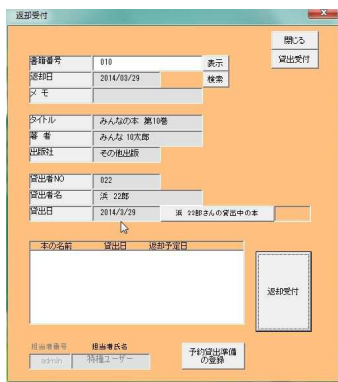 返却受付
閉じる
書籍番号 010 表示 貸出受付
返却日 2014/03/29 検索
メ モ
タイトル みんなの本 第10巻
著 者 みんな 10太郎
出版社 その他出版
貸出者NO 022
貸出者名 浜 22郎
貸出日 2014/3/29 浜 22郎さんの貸出中の本
本の名前 貸出日 返却予定日
返却受付
担当者番号 担当者氏名
admin 特権ユーザー
予約貸出準備
の登録